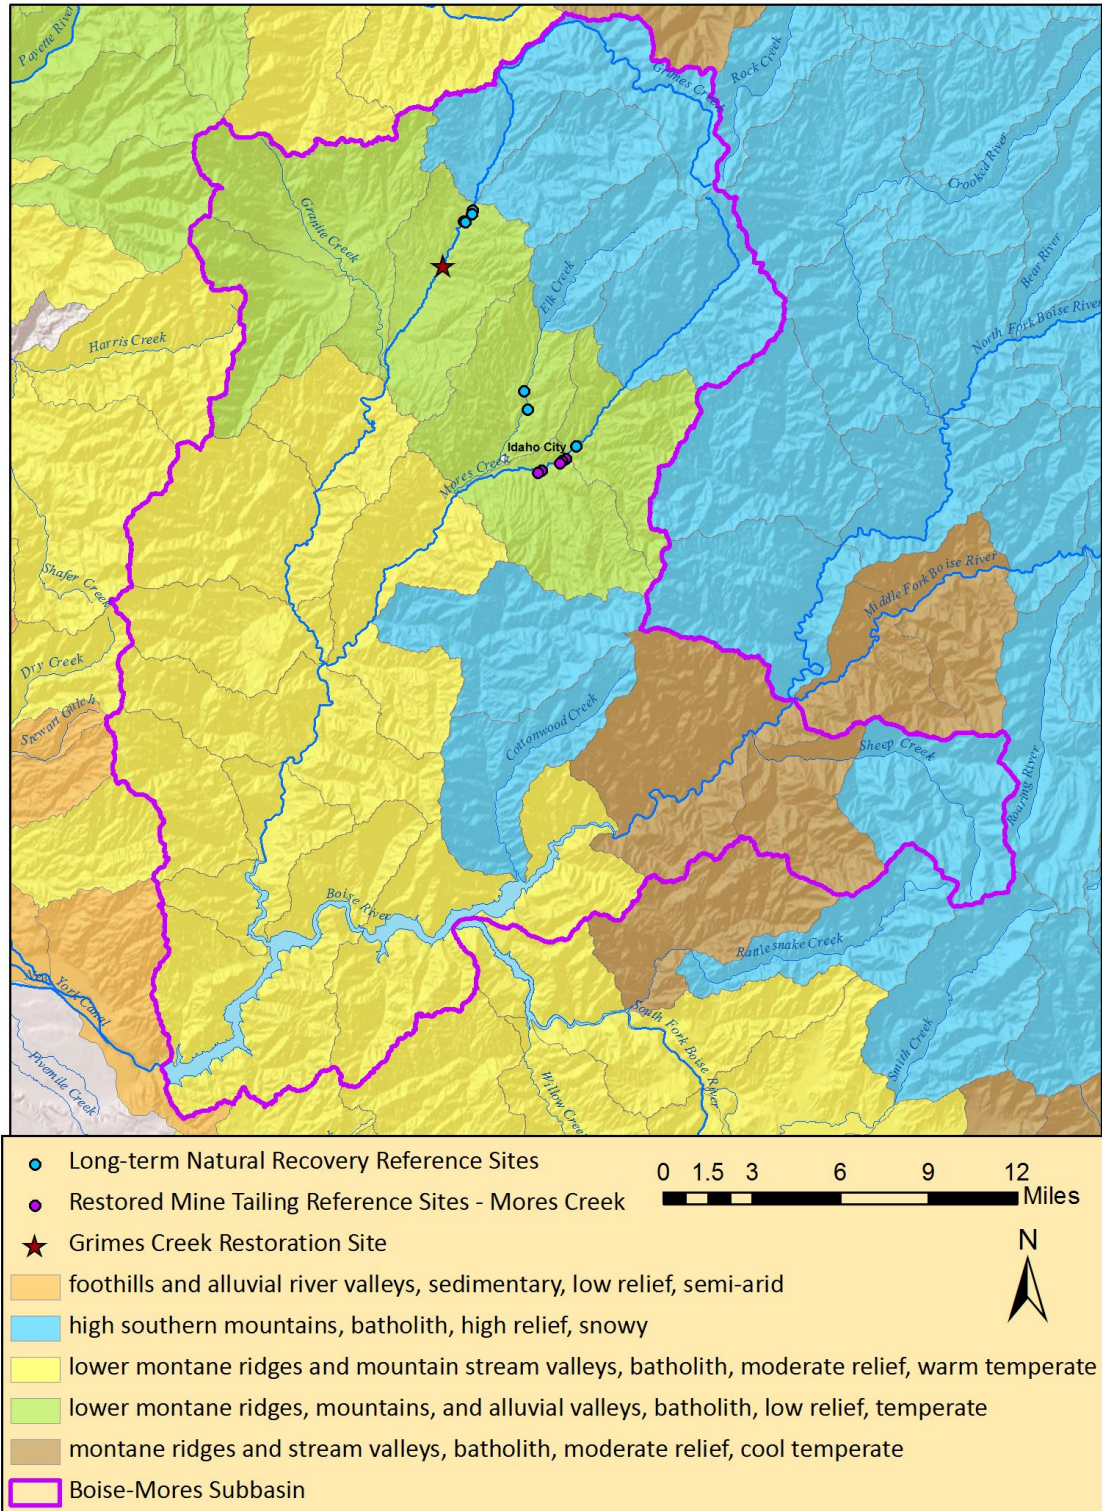 Payette River
Grimes Creek
Rock Creek
Crooked River
Grantie Creek
Elk Creek
Bear River
North Fork Boise River
Harris Creek
Idaho City
Mores Creek
Shafer Creek
Middle Fork Boise River
Dry Creek
Stewart Gulch
Cottonwood Creek
Sheep Creek
Roaring River
Boise River
Rattlesnake Creek
New York Canal
South Fork Boise River
Smith Creek
Fivemile Creek
Willow Creek
Long-term Natural Recovery Reference Sites
0 1.5 3 6 9 12
Restored Mine Tailing Reference Sites - Mores Creek
Miles
Grimes Creek Restoration Site
N
foothills and alluvial river valleys, sedimentary, low relief, semi-arid
high southern mountains, batholith, high relief, snowy
lower montane ridges and mountain stream valleys, batholith, moderate relief, warm temperate
lower montane ridges, mountains, and alluvial valleys, batholith, low relief, temperate
montane ridges and stream valleys, batholith, moderate relief, cool temperate
Boise-Mores Subbasin